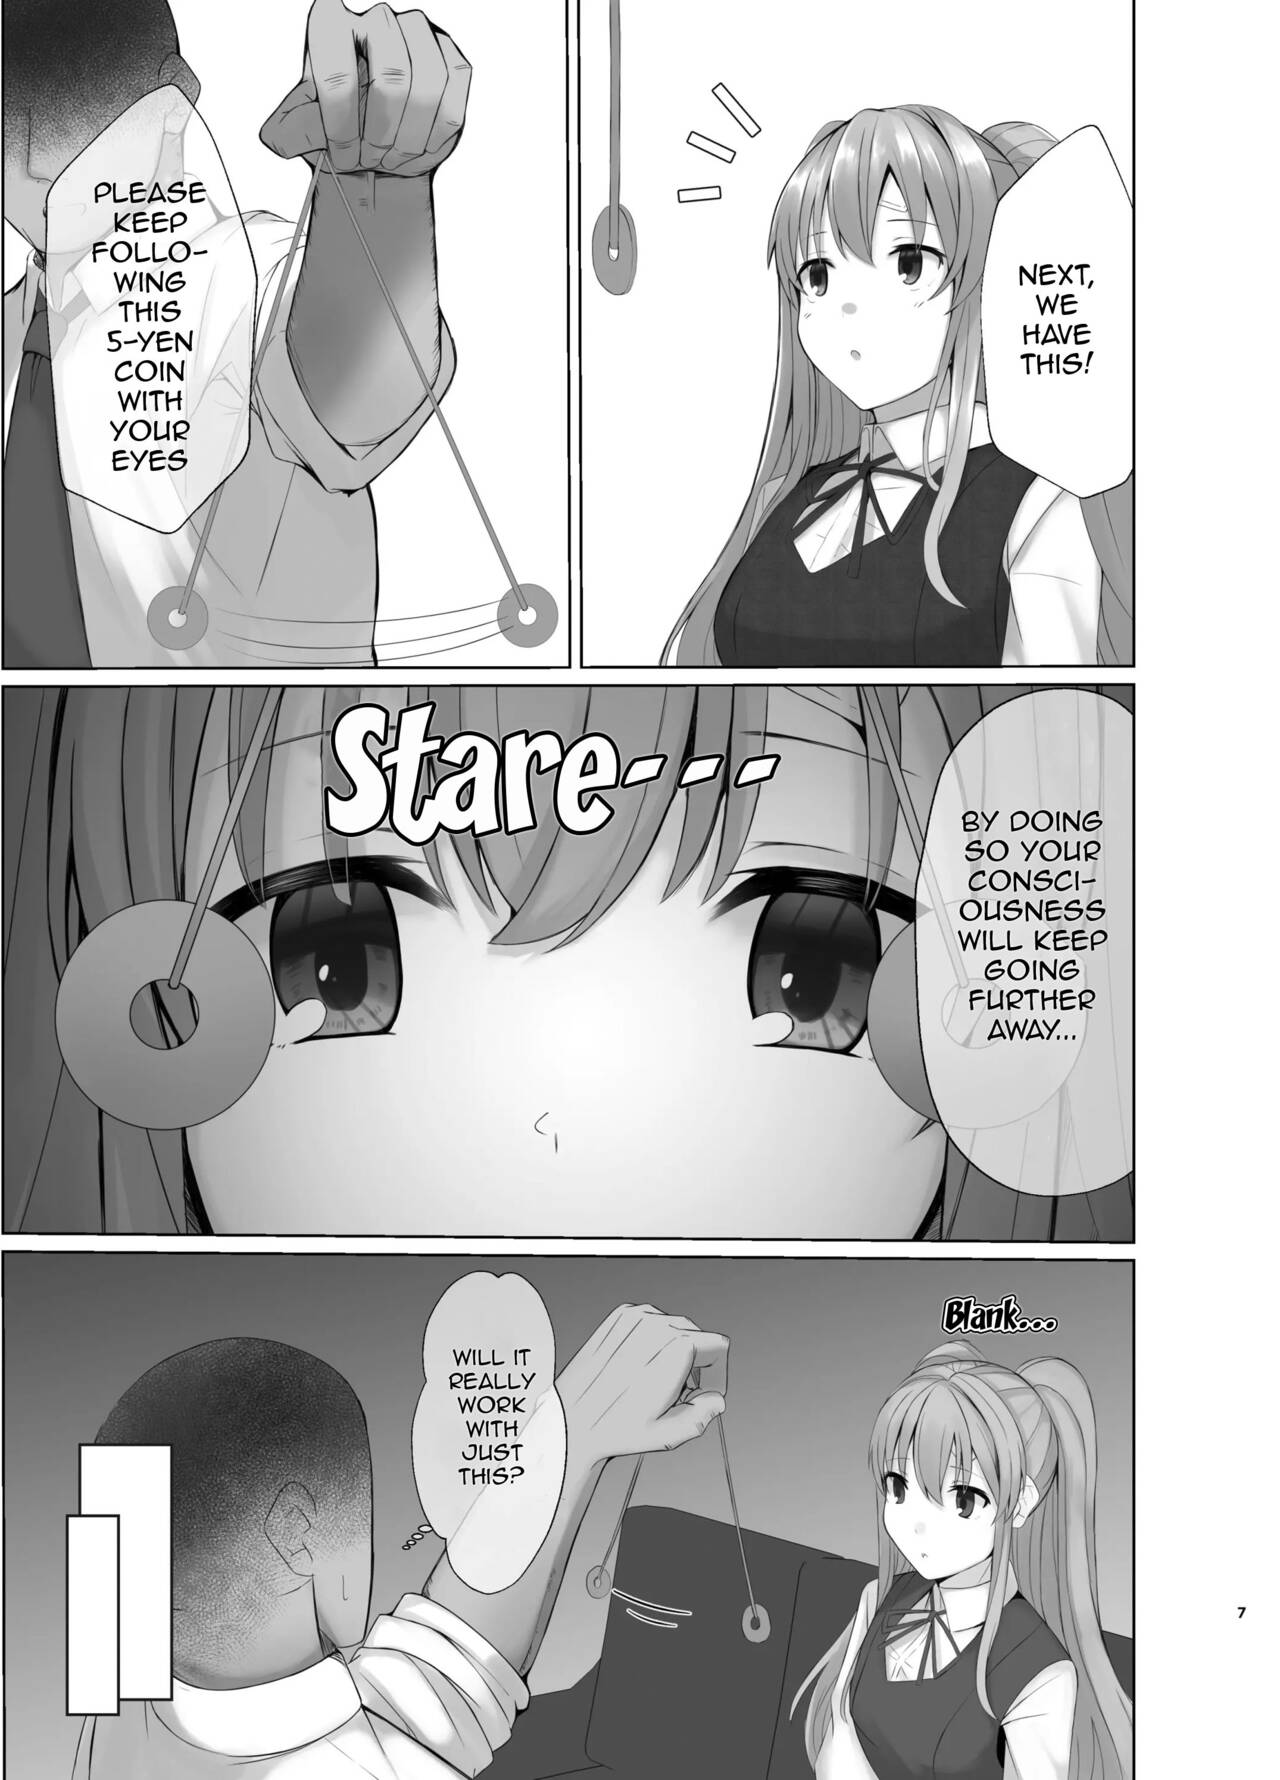 NEXT,
WE
HAVE
THIS!
PLEASE
KEEP
FOLLO-
WING
THIS
5-YEN
COIN
WITH
YOUR
EYES
Stare---
BY DOING
SO YOUR
CONSCI-
OUSNESS
WILL KEEP
GOING
FURTHER
AWAY...
Blank...
WILL IT
REALLY
WORK
WITH
JUST
THIS?
7